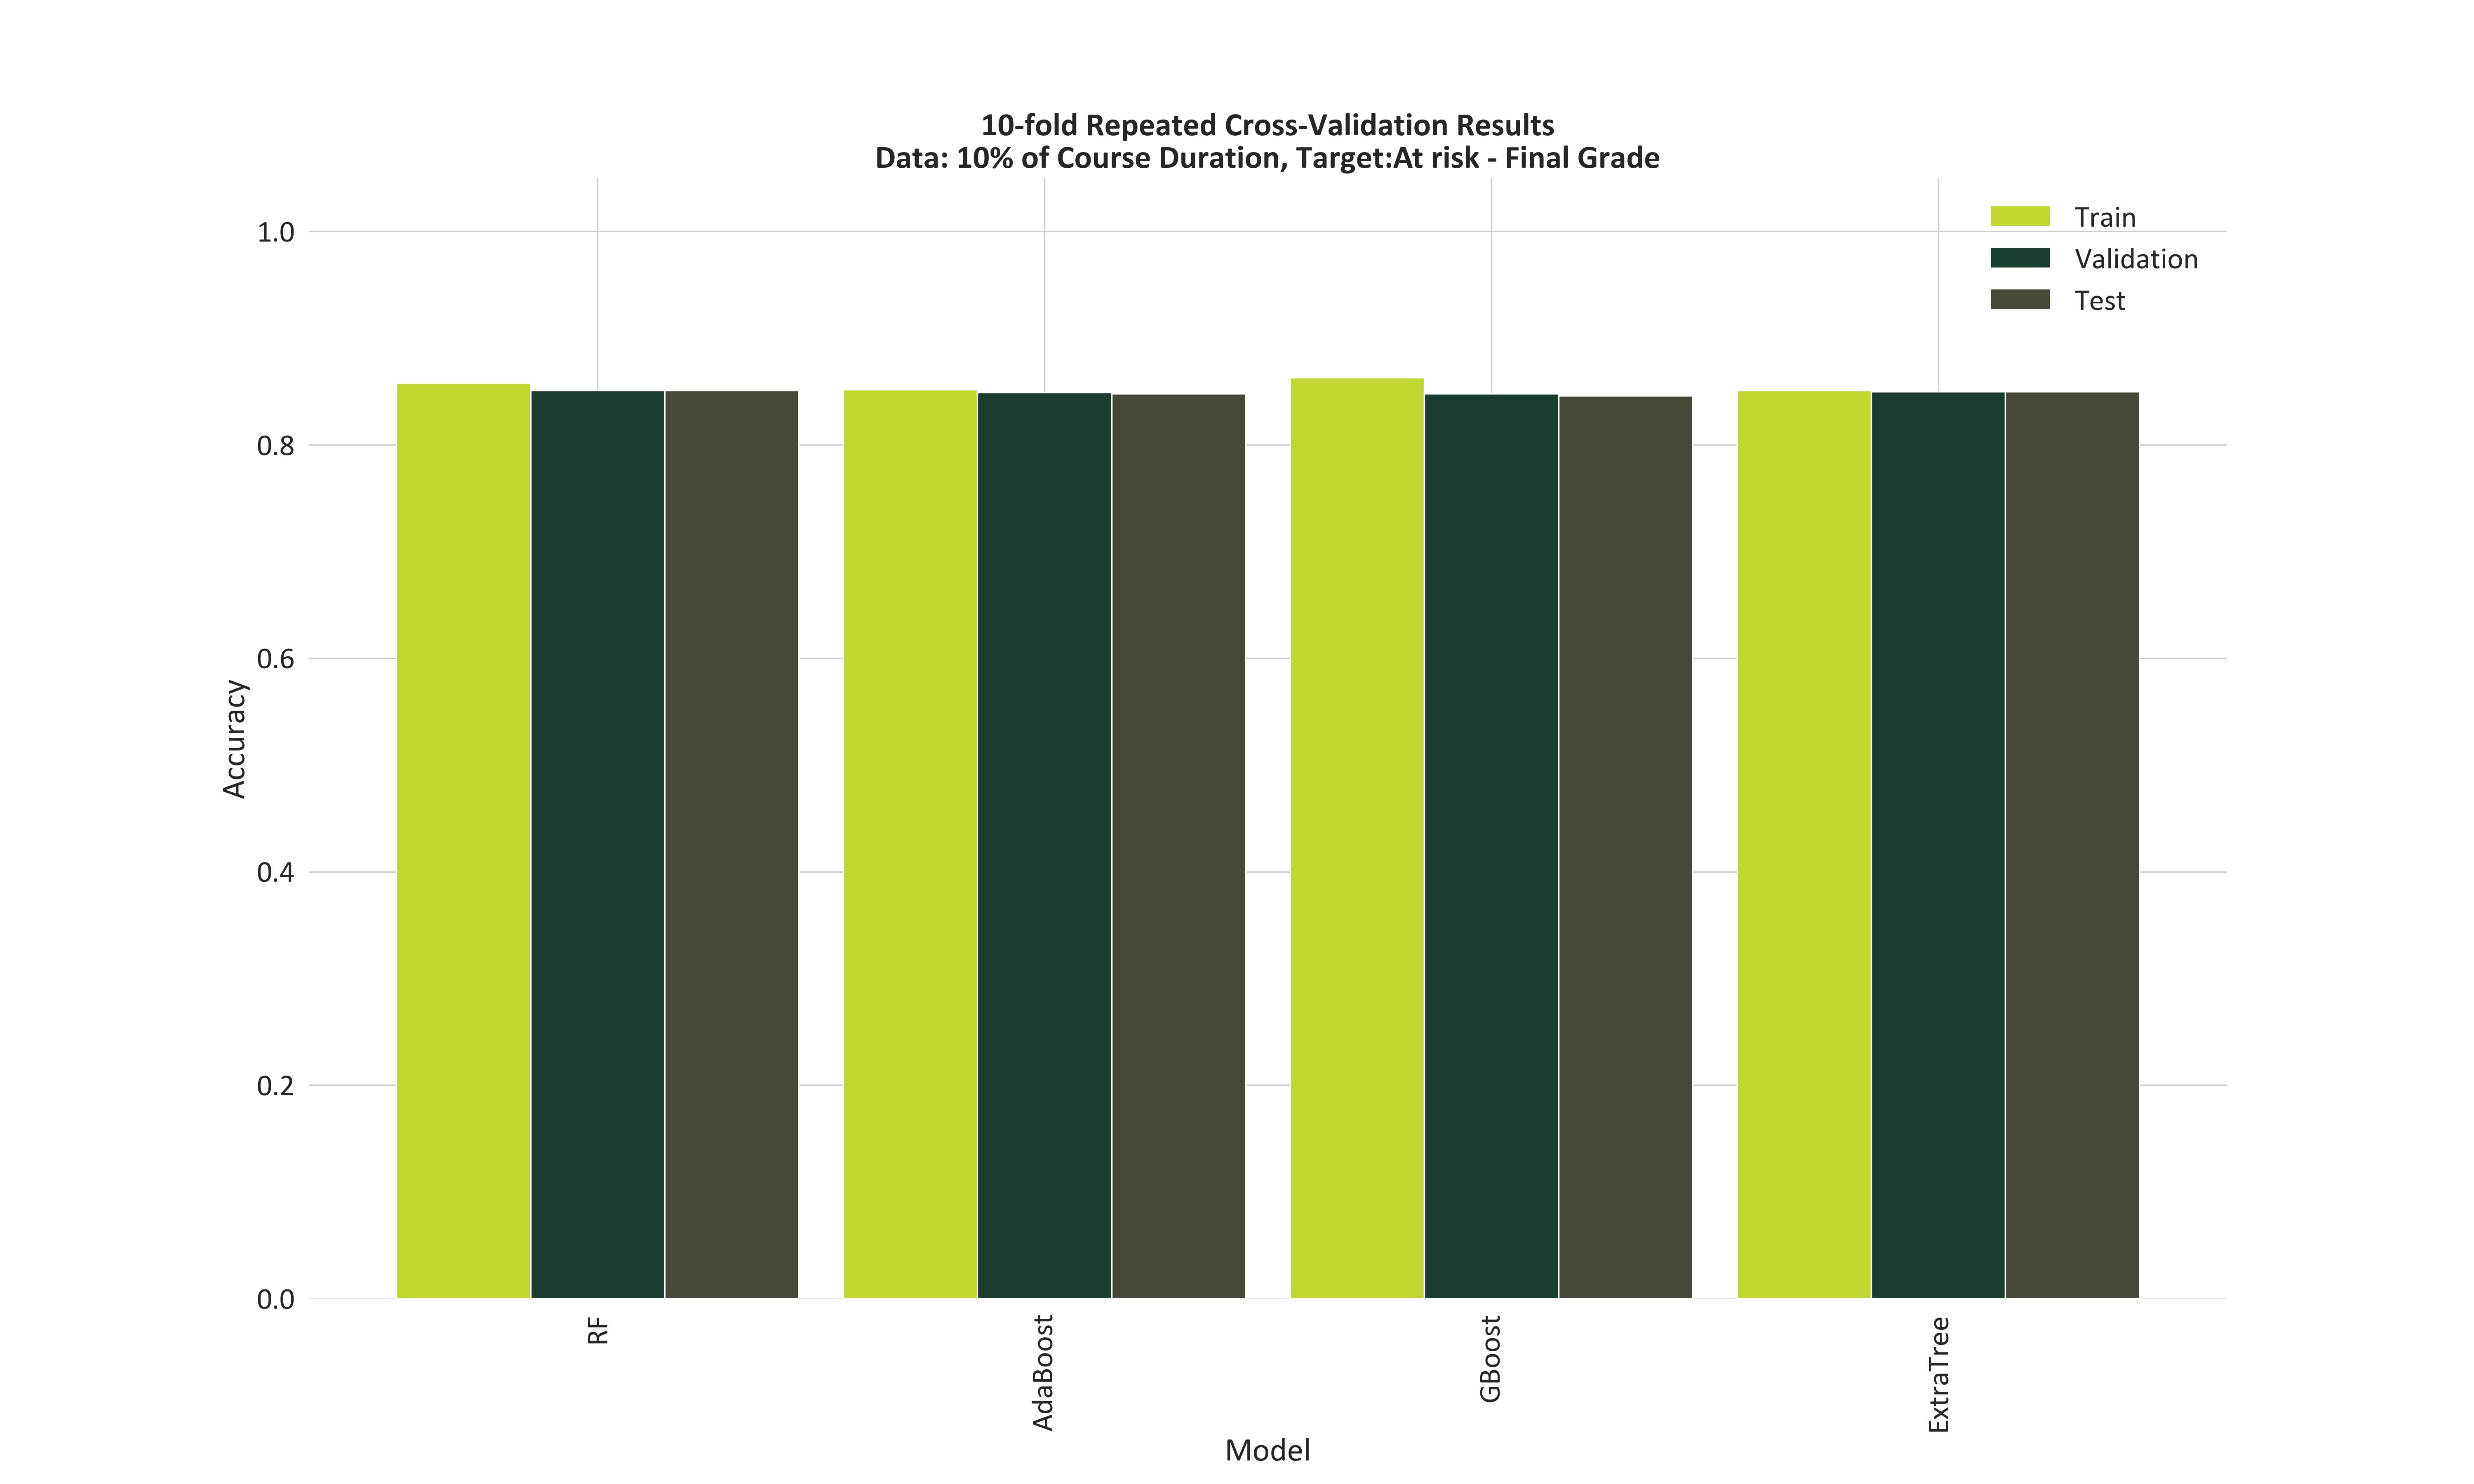 10-fold Repeated Cross-Validation Results
Data: 10% of Course Duration, Target:At risk - Final Grade
Train
Validation
Test
1.0
0.8
0.6
0.4
0.2
0.0
Accuracy
RF
AdaBoost
GBoost
ExtraTree
Model